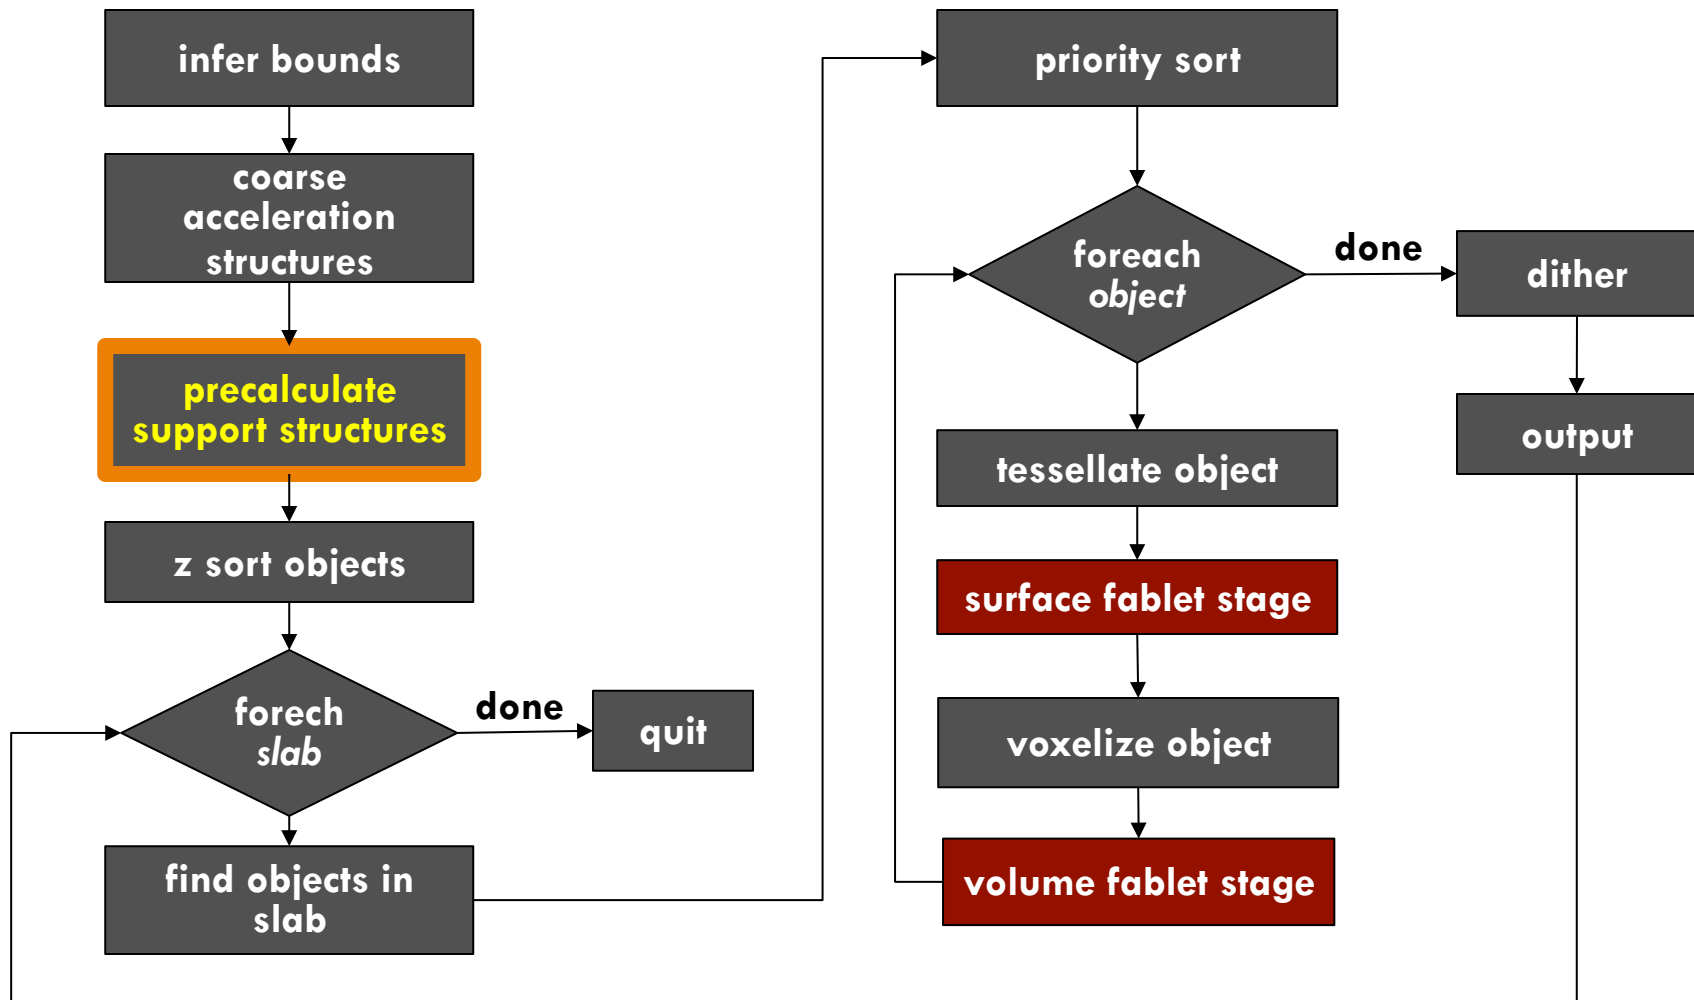 infer bounds
coarse
acceleration
structures
precalculate
support structures
z sort objects
forech
slab
done
quit
find objects in
slab
priority sort
foreach
object
done
dither
output
tessellate object
surface fablet stage
voxelize object
volume fablet stage